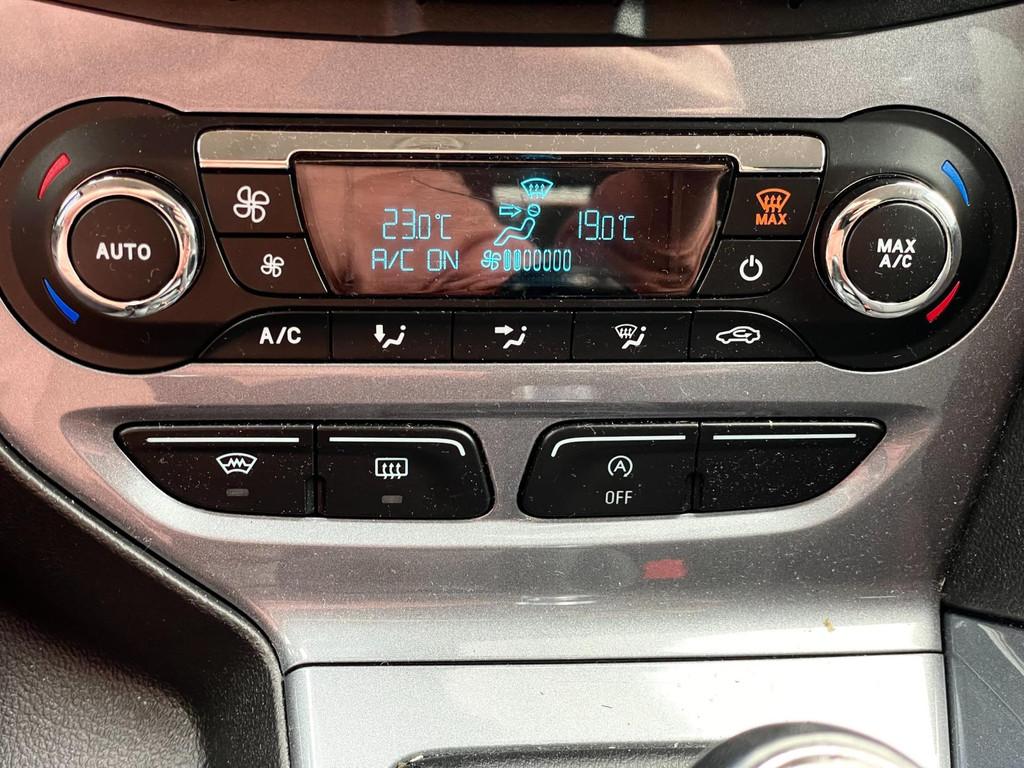 AUTO
23.0°C 19.0°C
A/C ON
MAX
MAX
A/C
A/C
A
OFF